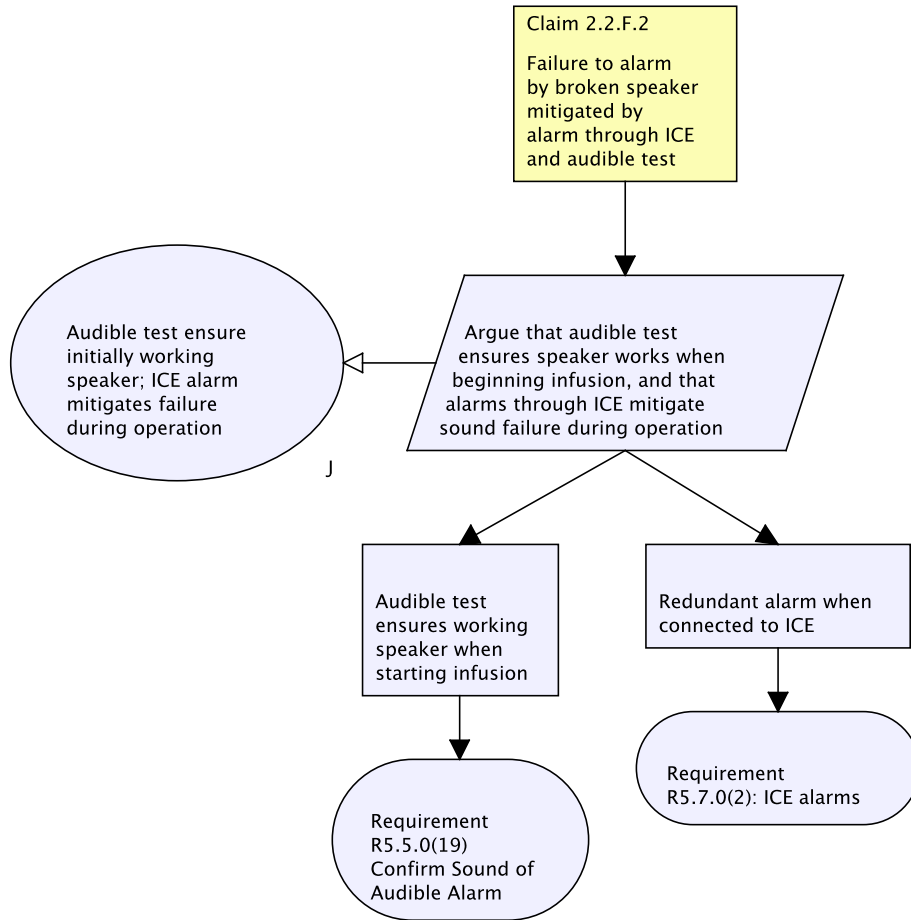 Claim 2.2.F.2
Failure to alarm
by broken speaker
mitigated by
alarm through ICE
and audible test
Audible test ensure
initially working
speaker; ICE alarm
mitigates failure
during operation
J
Argue that audible test
ensures speaker works when
beginning infusion, and that
alarms through ICE mitigate
sound failure during operation
Audible test
ensures working
speaker when
starting infusion
Redundant alarm when
connected to ICE
Requirement
R5.5.0(19)
Confirm Sound of
Audible Alarm
Requirement
R5.7.0(2): ICE alarms